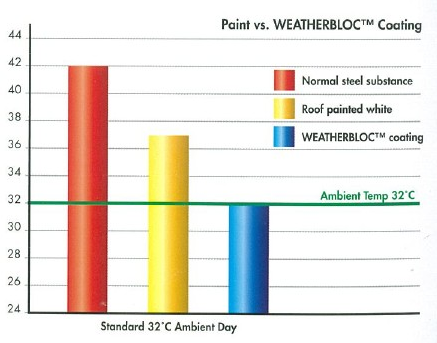 Paint vs. WEATHERBLOC™ Coating
44
42
40
38
36
34
32
30
28
26
24
Normal steel substance
Roof painted white
WEATHERBLOC™ coating
Ambient Temp 32°C
Standard 32°C Ambient Day